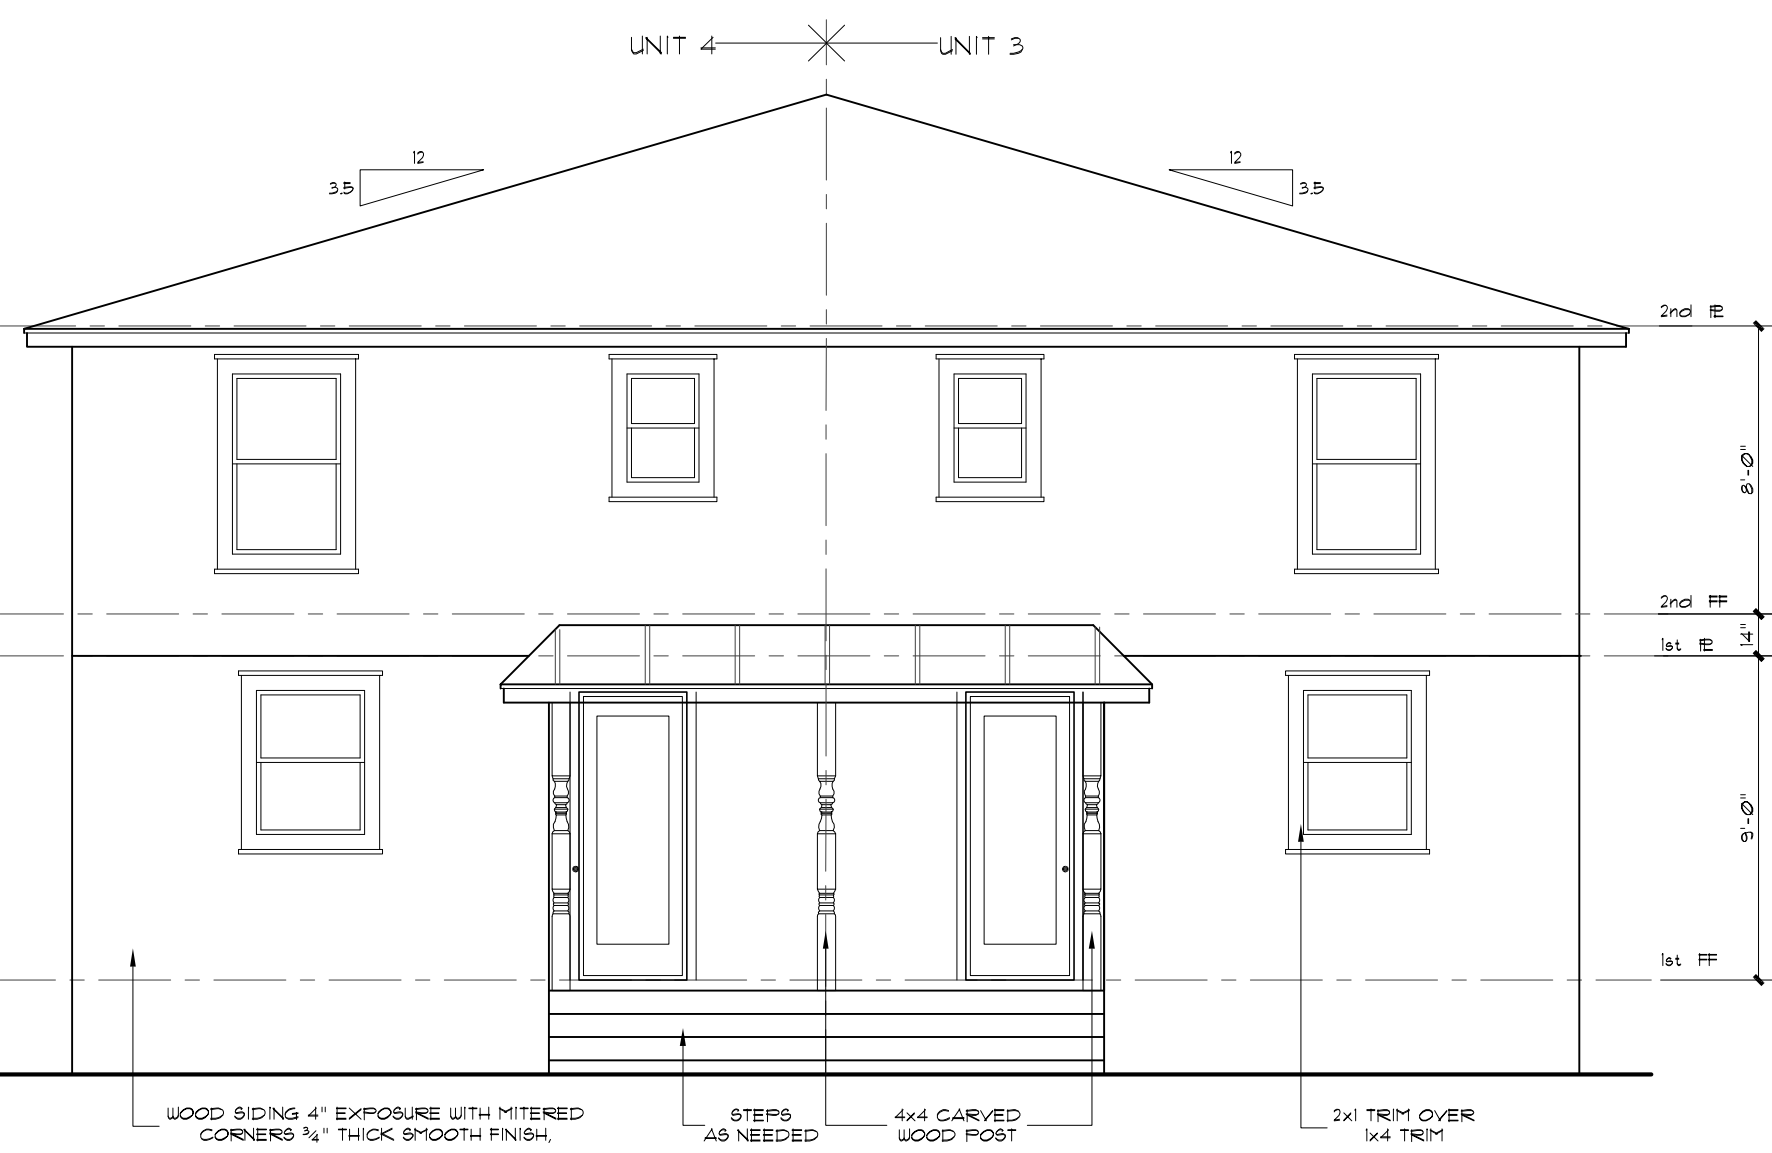 UNIT 4 UNIT 3
12 12
3.5 3.5
2nd PL
8'-0"
2nd FF
14"
1st PL
9'-0"
1st FF
WOOD SIDING 4" EXPOSURE WITH MITERED
CORNERS ¾" THICK SMOOTH FINISH,
STEPS
AS NEEDED
4x4 CARVED
WOOD POST
2x1 TRIM OVER
1x4 TRIM